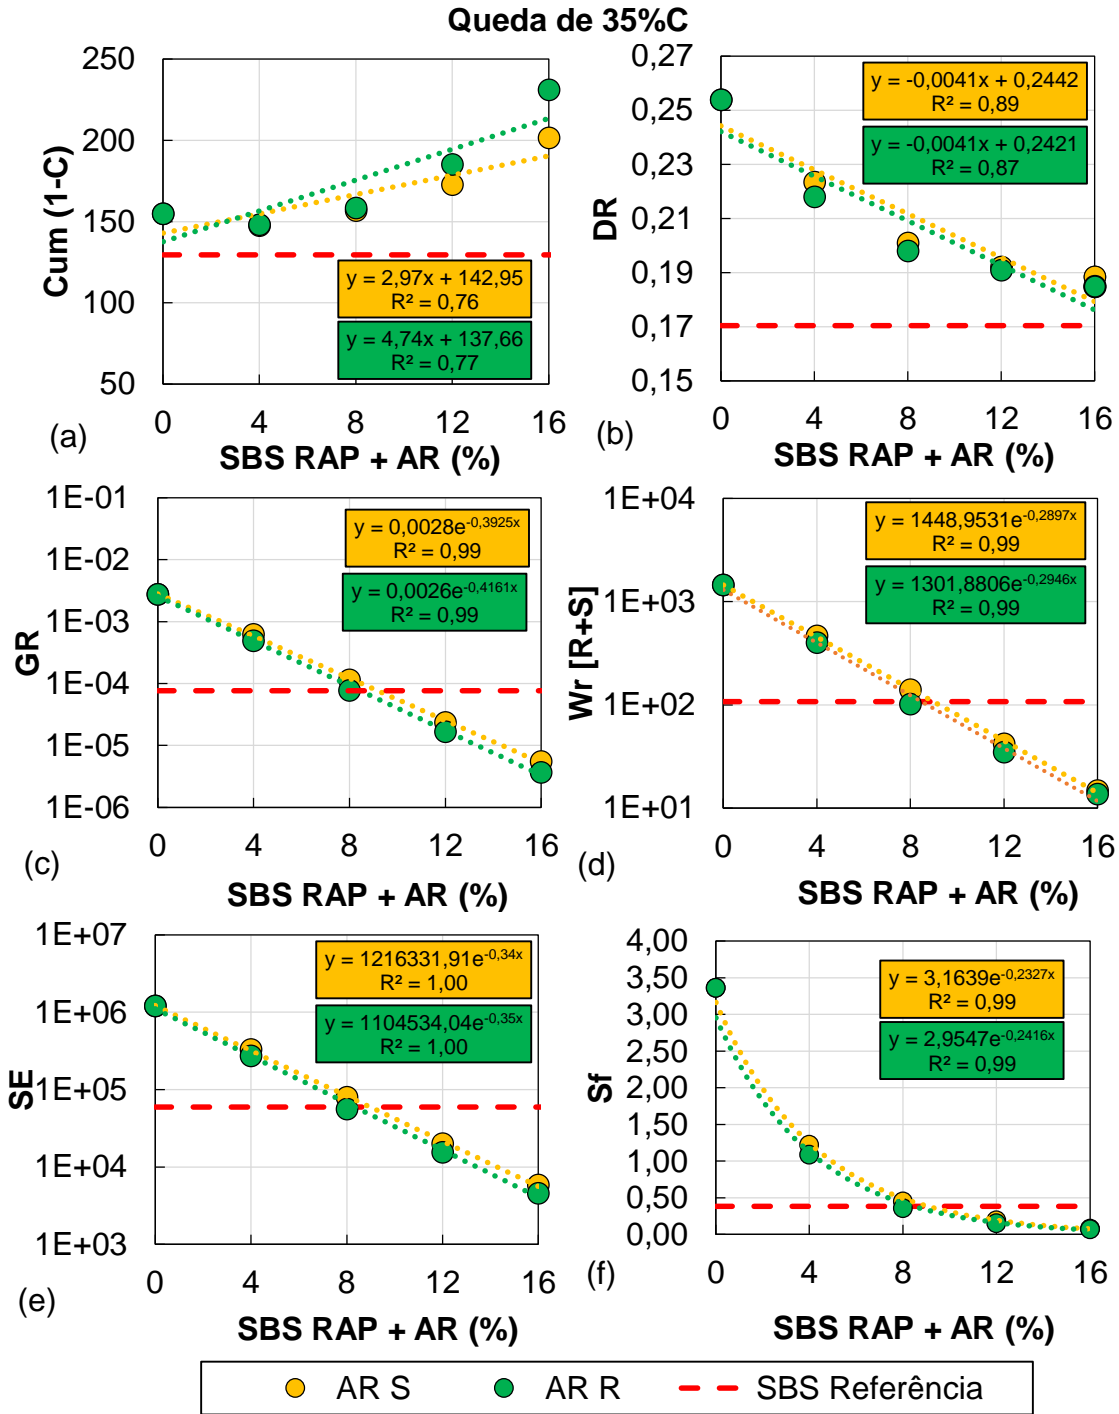 Queda de 35%C
250
200
150
100
50
Cum (1-C)
y = 2,97x + 142,95
R² = 0,76
y = 4,74x + 137,66
R² = 0,77
0 4 8 12 16
(a)
SBS RAP + AR (%)
0,27
0,25
0,23
0,21
0,19
0,17
0,15
DR
y = -0,0041x + 0,2442
R² = 0,89
y = -0,0041x + 0,2421
R² = 0,87
0 4 8 12 16
(b)
SBS RAP + AR (%)
1E-01
1E-02
1E-03
1E-04
1E-05
1E-06
GR
y = 0,0028e^-0,3925x
R² = 0,99
y = 0,0026e^-0,4161x
R² = 0,99
0 4 8 12 16
(c)
SBS RAP + AR (%)
1E+04
1E+03
1E+02
1E+01
Wr [R+S]
y = 1448,9531e^-0,2897x
R² = 0,99
y = 1301,8806e^-0,2946x
R² = 0,99
0 4 8 12 16
(d)
SBS RAP + AR (%)
1E+07
1E+06
1E+05
1E+04
1E+03
SE
y = 1216331,91e^-0,34x
R² = 1,00
y = 1104534,04e^-0,35x
R² = 1,00
0 4 8 12 16
(e)
SBS RAP + AR (%)
4,00
3,50
3,00
2,50
2,00
1,50
1,00
0,50
0,00
Sf
y = 3,1639e^-0,2327x
R² = 0,99
y = 2,9547e^-0,2416x
R² = 0,99
0 4 8 12 16
(f)
SBS RAP + AR (%)
AR S AR R SBS Referência